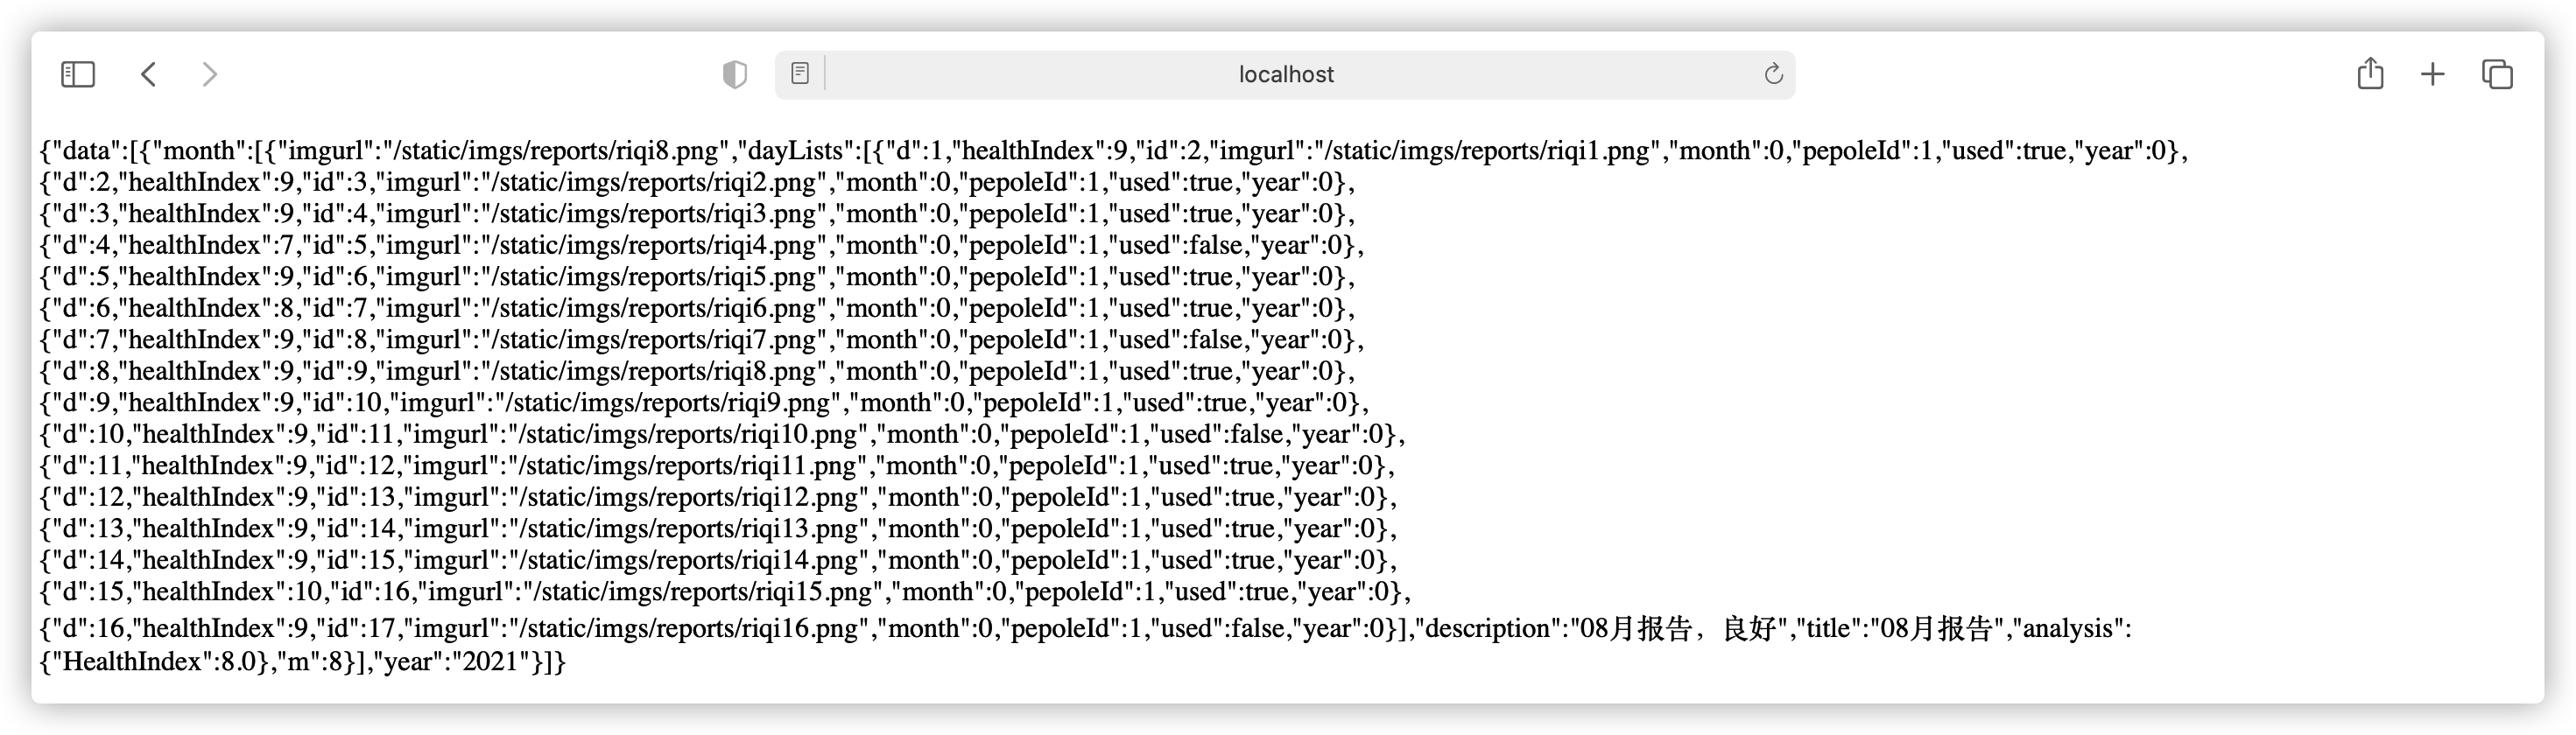 localhost
{"data":[{"month":[{"imgurl":"/static/imgs/reports/riqi8.png","dayLists":[{"d":1,"healthIndex":9,"id":2,"imgurl":"/static/imgs/reports/riqi1.png","month":0,"pepoleId":1,"used":true,"year":0},
{"d":2,"healthIndex":9,"id":3,"imgurl":"/static/imgs/reports/riqi2.png","month":0,"pepoleId":1,"used":true,"year":0},
{"d":3,"healthIndex":9,"id":4,"imgurl":"/static/imgs/reports/riqi3.png","month":0,"pepoleId":1,"used":true,"year":0},
{"d":4,"healthIndex":7,"id":5,"imgurl":"/static/imgs/reports/riqi4.png","month":0,"pepoleId":1,"used":false,"year":0},
{"d":5,"healthIndex":9,"id":6,"imgurl":"/static/imgs/reports/riqi5.png","month":0,"pepoleId":1,"used":true,"year":0},
{"d":6,"healthIndex":8,"id":7,"imgurl":"/static/imgs/reports/riqi6.png","month":0,"pepoleId":1,"used":true,"year":0},
{"d":7,"healthIndex":9,"id":8,"imgurl":"/static/imgs/reports/riqi7.png","month":0,"pepoleId":1,"used":false,"year":0},
{"d":8,"healthIndex":9,"id":9,"imgurl":"/static/imgs/reports/riqi8.png","month":0,"pepoleId":1,"used":true,"year":0},
{"d":9,"healthIndex":9,"id":10,"imgurl":"/static/imgs/reports/riqi9.png","month":0,"pepoleId":1,"used":true,"year":0},
{"d":10,"healthIndex":9,"id":11,"imgurl":"/static/imgs/reports/riqi10.png","month":0,"pepoleId":1,"used":false,"year":0},
{"d":11,"healthIndex":9,"id":12,"imgurl":"/static/imgs/reports/riqi11.png","month":0,"pepoleId":1,"used":true,"year":0},
{"d":12,"healthIndex":9,"id":13,"imgurl":"/static/imgs/reports/riqi12.png","month":0,"pepoleId":1,"used":true,"year":0},
{"d":13,"healthIndex":9,"id":14,"imgurl":"/static/imgs/reports/riqi13.png","month":0,"pepoleId":1,"used":true,"year":0},
{"d":14,"healthIndex":9,"id":15,"imgurl":"/static/imgs/reports/riqi14.png","month":0,"pepoleId":1,"used":true,"year":0},
{"d":15,"healthIndex":10,"id":16,"imgurl":"/static/imgs/reports/riqi15.png","month":0,"pepoleId":1,"used":true,"year":0},
{"d":16,"healthIndex":9,"id":17,"imgurl":"/static/imgs/reports/riqi16.png","month":0,"pepoleId":1,"used":false,"year":0}],"description":"08月报告，良好","title":"08月报告","analysis":
{"HealthIndex":8.0},"m":8}],"year":"2021"}]}